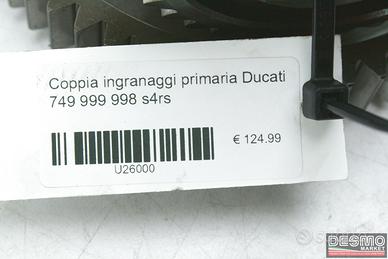 Coppia ingranaggi primaria Ducati
749 999 998 s4rs
€ 124.99
U26000
DESMO
MARKET